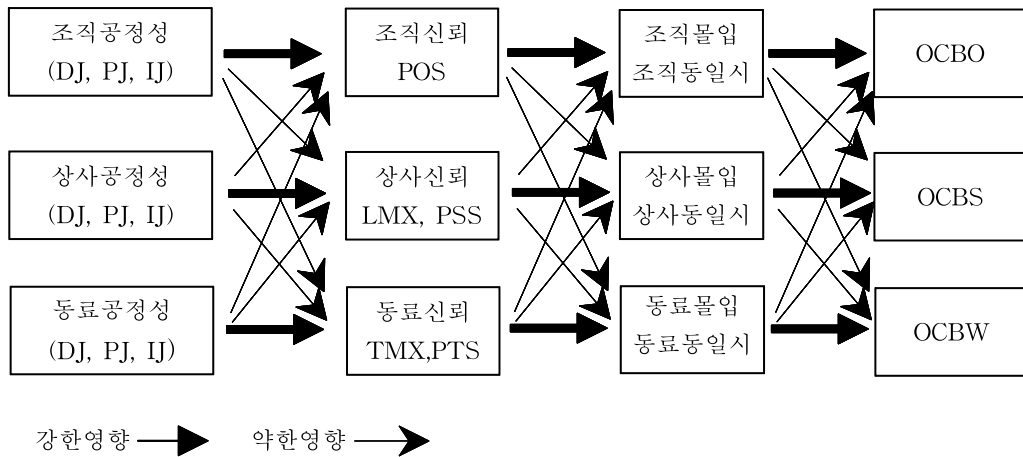 조직공정성
(DJ, PJ, IJ)
조직신뢰
POS
조직몰입
조직동일시
OCBO
상사공정성
(DJ, PJ, IJ)
상사신뢰
LMX, PSS
상사몰입
상사동일시
OCBS
동료공정성
(DJ, PJ, IJ)
동료신뢰
TMX,PTS
동료몰입
동료동일시
OCBW
강한영향
약한영향